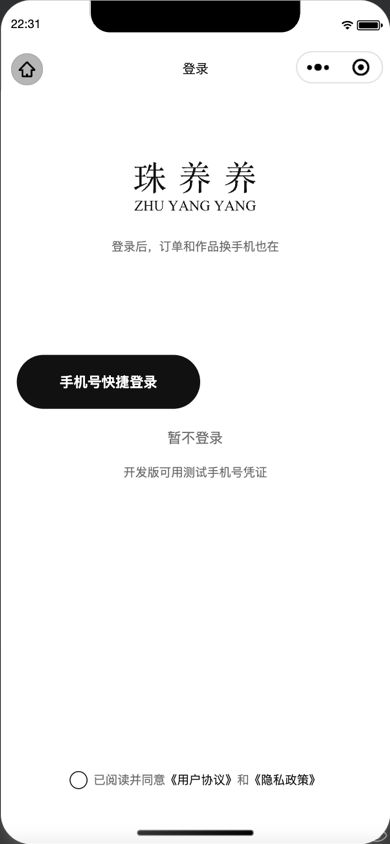 22:31
登录
珠养养
ZHU YANG YANG
登录后，订单和作品换手机也在
手机号快捷登录
暂不登录
开发版可用测试手机号凭证
已阅读并同意《用户协议》和《隐私政策》